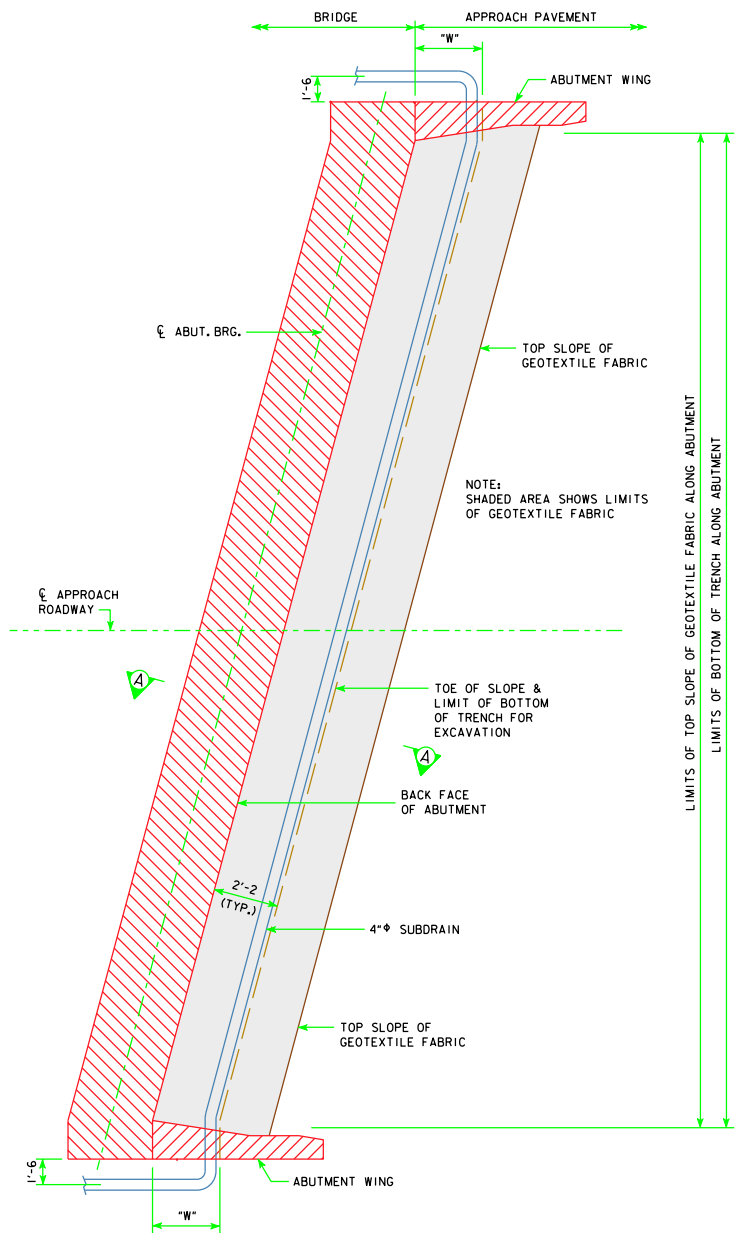 BRIDGE
APPROACH PAVEMENT
"W"
1'-6
ABUTMENT WING
℄ ABUT. BRG.
TOP SLOPE OF
GEOTEXTILE FABRIC
NOTE:
SHADED AREA SHOWS LIMITS
OF GEOTEXTILE FABRIC
LIMITS OF TOP SLOPE OF GEOTEXTILE FABRIC ALONG ABUTMENT
LIMITS OF BOTTOM OF TRENCH ALONG ABUTMENT
℄ APPROACH
ROADWAY
A
TOE OF SLOPE &
LIMIT OF BOTTOM
OF TRENCH FOR
EXCAVATION
A
BACK FACE
OF ABUTMENT
2'-2
(TYP.)
4"Φ SUBDRAIN
TOP SLOPE OF
GEOTEXTILE FABRIC
1'-6
ABUTMENT WING
"W"